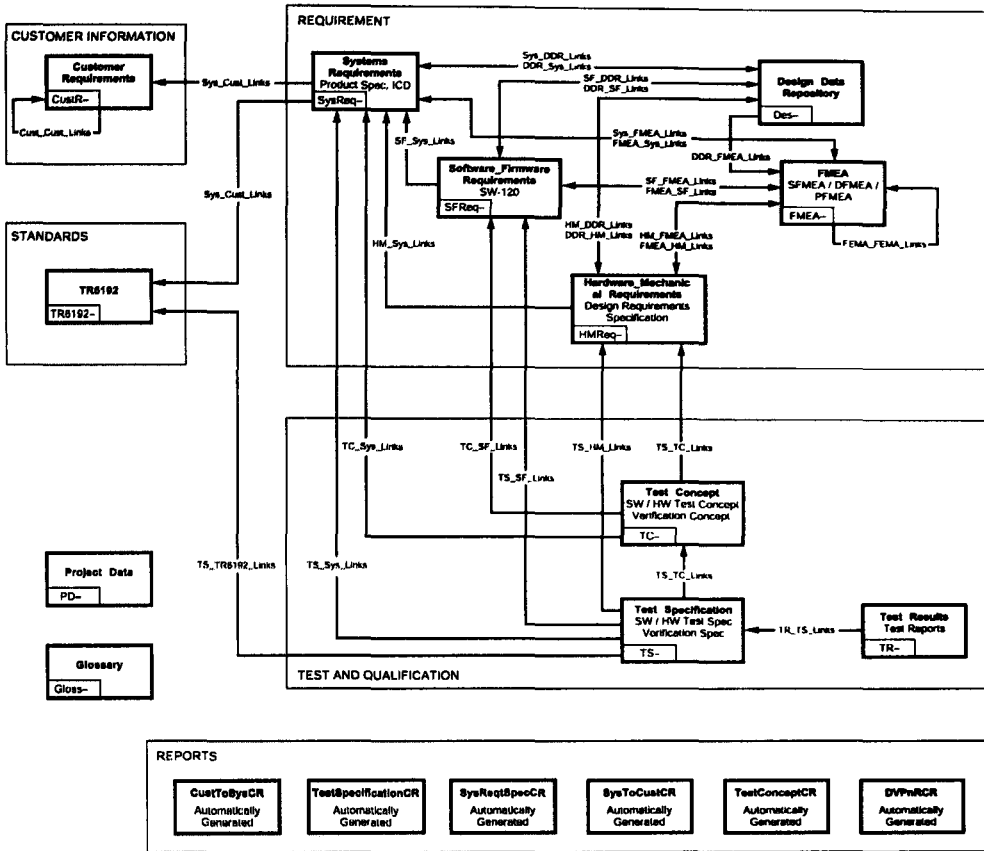 CUSTOMER INFORMATION
Customer
Requirements
CustR–
Cust_Cust_Links
Sys_Cust_Links
STANDARDS
TR6192
TR6192–
Sys_Cust_Links
REQUIREMENT
Systems
Requirements
Product Spec, ICD
SysReq–
Sys_DDR_Links
DDR_Sys_Links
SF_DDR_Links
DDR_SF_Links
Design Data
Repository
Des–
SF_Sys_Links
Sys_FMEA_Links
FMEA_Sys_Links
DDR_FMEA_Links
Software_Firmware
Requirements
SW-120
SFReq–
SF_FMEA_Links
FMEA_SF_Links
FMEA
SFMEA / DFMEA /
PFMEA
FMEA–
FEMA_FEMA_Links
HM_Sys_Links
HM_DDR_Links
DDR_HM_Links
HM_FMEA_Links
FMEA_HM_Links
Hardware_Mechanic
al Requirements
Design Requirements
Specification
HMReq–
TC_Sys_Links
TC_SF_Links
TS_SF_Links
TS_HM_Links
TS_TC_Links
Test Concept
SW / HW Test Concept
Verification Concept
TC–
TS_TR6192_Links
TS_Sys_Links
TS_TC_Links
Test Specification
SW / HW Test Spec
Verification Spec
TS–
TR_TS_Links
Test Results
Test Reports
TR–
TEST AND QUALIFICATION
Project Data
PD–
Glossary
Gloss–
REPORTS
CustToSysCR
Automatically
Generated
TestSpecificationCR
Automatically
Generated
SysReqtSpecCR
Automatically
Generated
SysToCustCR
Automatically
Generated
TestConceptCR
Automatically
Generated
DVPnRCR
Automatically
Generated